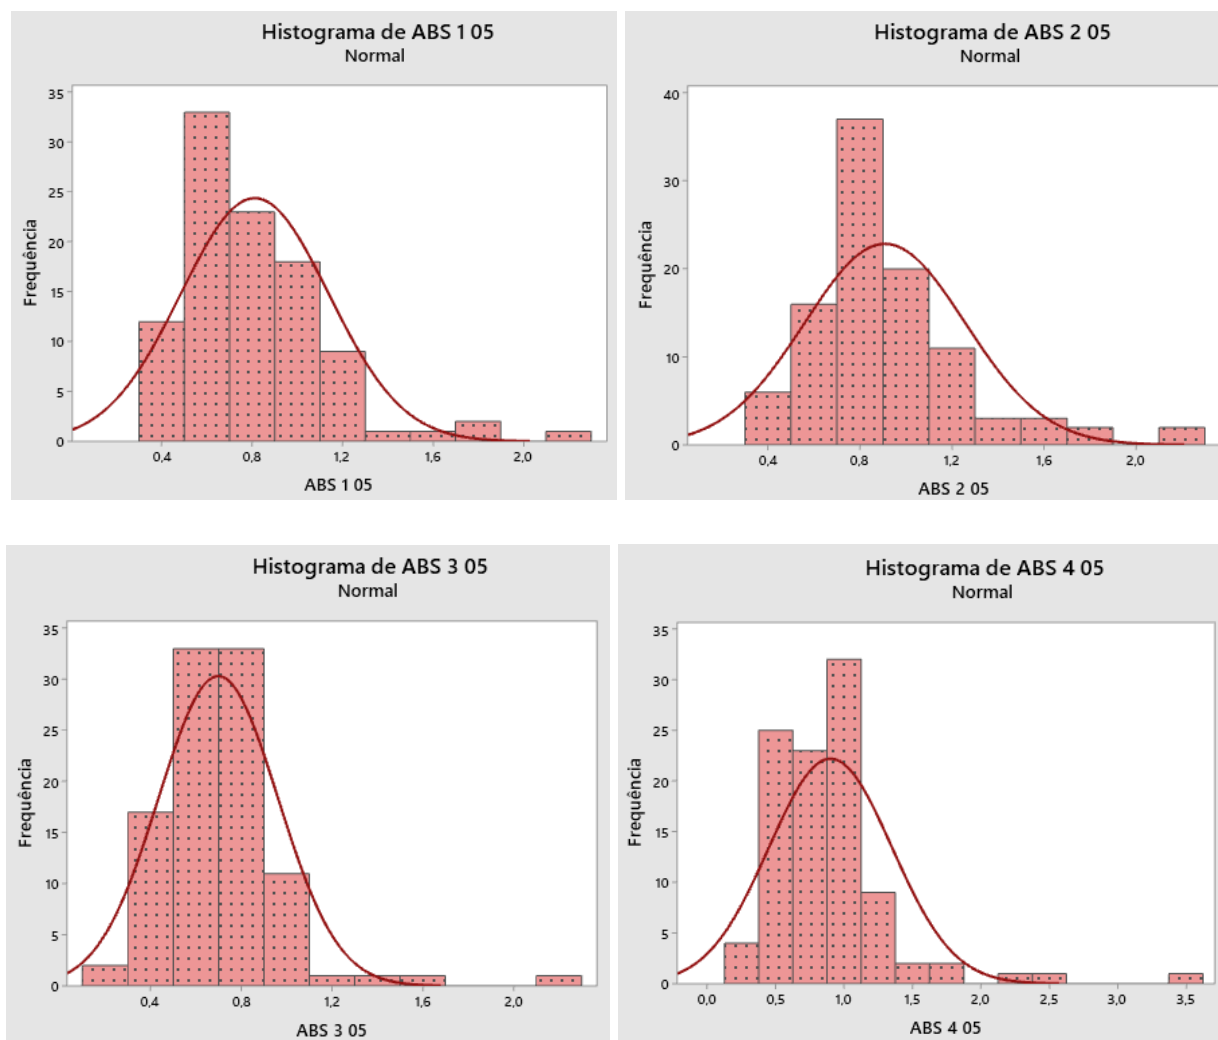 Histograma de ABS 1 05
Normal
35
30
25
20
15
10
5
0
Frequência
0,4 0,8 1,2 1,6 2,0
ABS 1 05
Histograma de ABS 2 05
Normal
40
30
20
10
0
Frequência
0,4 0,8 1,2 1,6 2,0
ABS 2 05
Histograma de ABS 3 05
Normal
35
30
25
20
15
10
5
0
Frequência
0,4 0,8 1,2 1,6 2,0
ABS 3 05
Histograma de ABS 4 05
Normal
35
30
25
20
15
10
5
0
Frequência
0,0 0,5 1,0 1,5 2,0 2,5 3,0 3,5
ABS 4 05